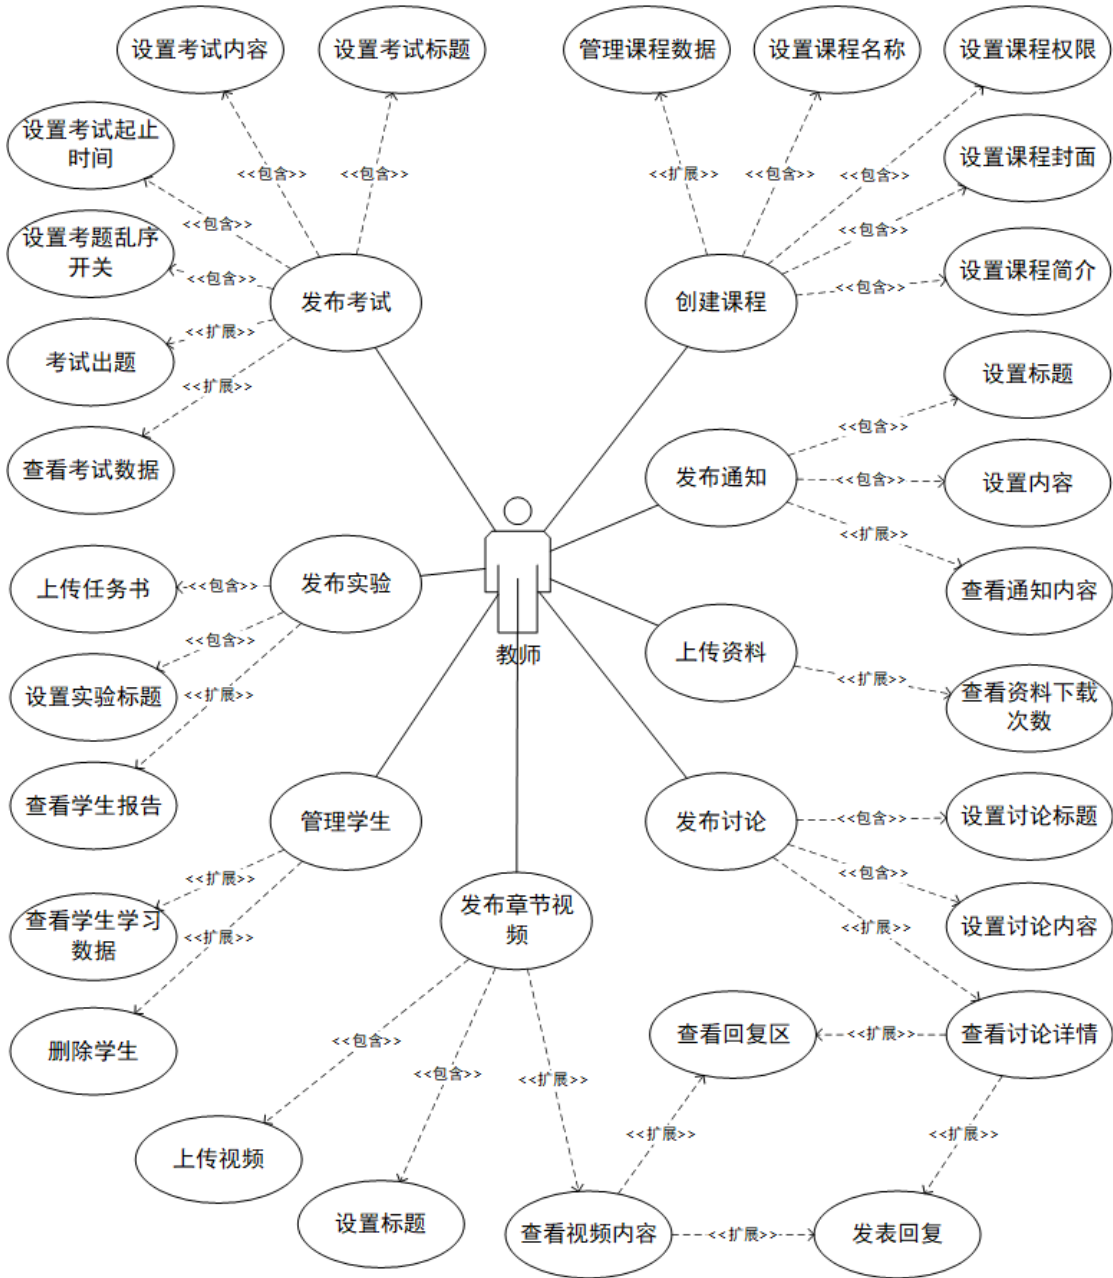 设置考试内容
设置考试标题
管理课程数据
设置课程名称
设置课程权限
设置考试起止
时间
设置课程封面
<<包含>>
<<包含>>
<<扩展>>
<<包含>>
<<包含>>
设置考题乱序
开关
<<包含>>
<<包含>>
<<包含>>
<<包含>>
设置课程简介
发布考试
创建课程
考试出题
<<扩展>>
设置标题
<<扩展>>
查看考试数据
<<包含>>
发布通知
<<包含>>
设置内容
<<扩展>>
上传任务书
<<包含>>
发布实验
查看通知内容
<<包含>>
教师
上传资料
设置实验标题
<<扩展>>
<<扩展>>
查看资料下载
次数
查看学生报告
管理学生
发布讨论
<<包含>>
设置讨论标题
<<扩展>>
<<包含>>
查看学生学习
数据
<<扩展>>
发布章节视
频
<<扩展>>
设置讨论内容
删除学生
<<包含>>
<<包含>>
<<扩展>>
查看回复区
<<扩展>>
查看讨论详情
上传视频
<<扩展>>
<<扩展>>
设置标题
查看视频内容
<<扩展>>
发表回复